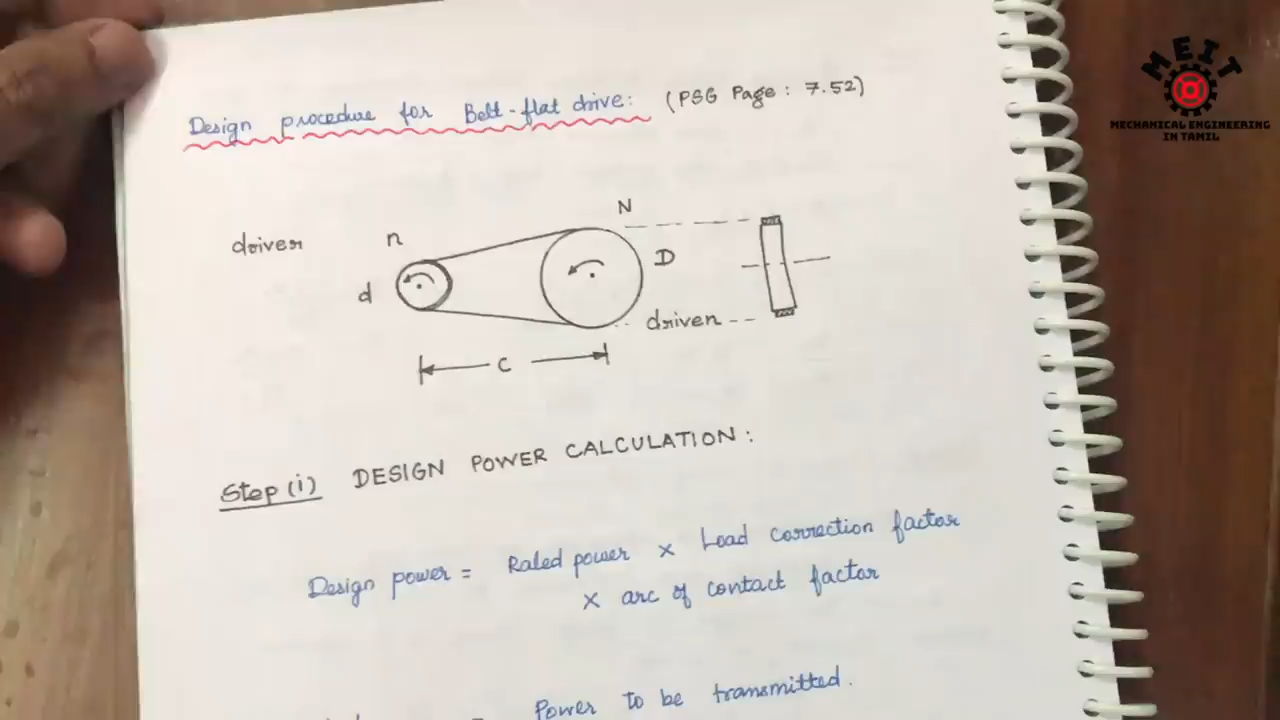 Design procedure for Belt-flat drive: (PSG Page: 7.52)
MEIT
MECHANICAL ENGINEERING
IN TAMIL
N
driver n
D
d
driven
C
Step (i) DESIGN POWER CALCULATION:
Design power = Rated power × Load correction factor
× arc of contact factor
= Power to be transmitted.